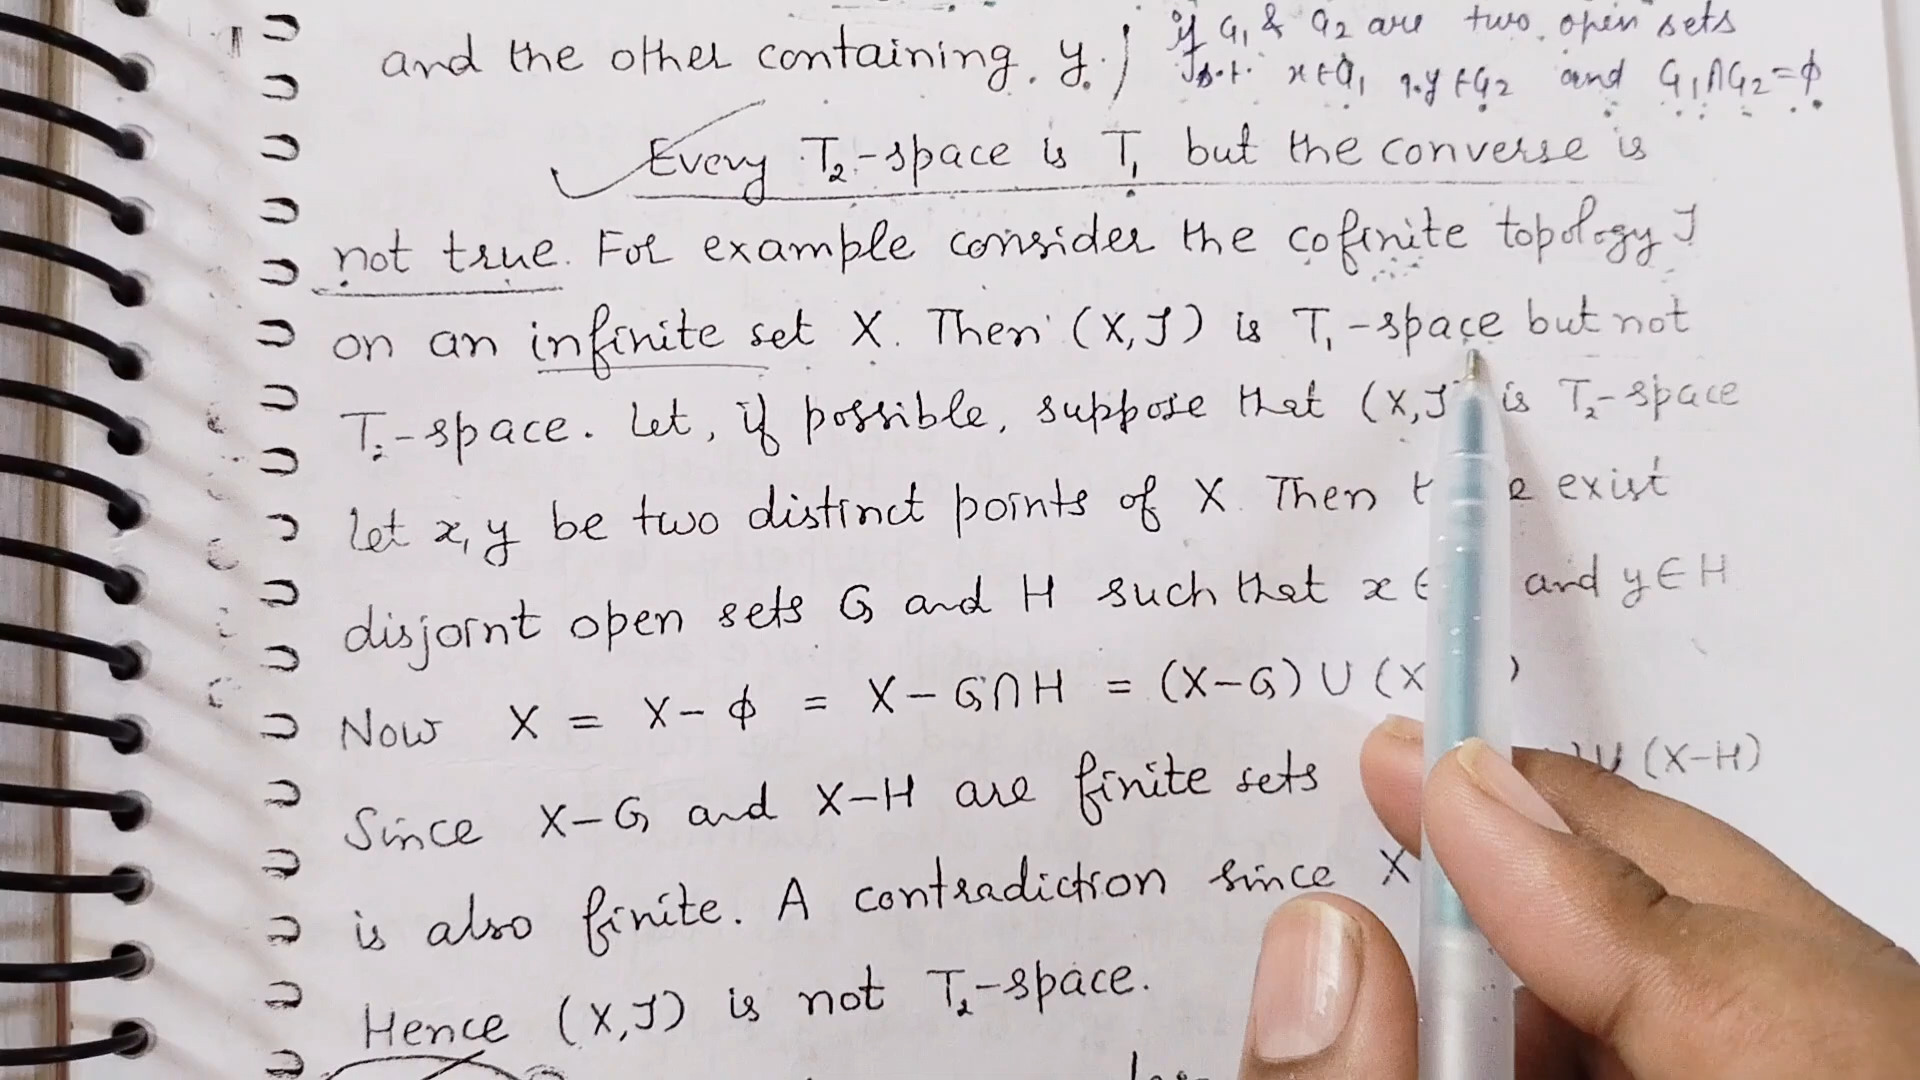 if G₁ & G₂ are two open sets
and the other containing y.) s.t. x∈G₁ y∈G₂ and G₁∩G₂=ϕ
Every T₂-space is T₁ but the converse is
not true. For example consider the cofinite topology J
on an infinite set X. Then (X,J) is T₁-space but not
T₂-space. Let, if possible, suppose that (X,J is T₂-space
Let x, y be two distinct points of X. Then exist
disjoint open sets G and H such that x ∈ and y∈H
Now X = X-ϕ = X-G∩H = (X-G) ∪ (X )
Since X-G and X-H are finite sets ∪ (X-H)
is also finite. A contradiction since X
Hence (X,J) is not T₂-space.